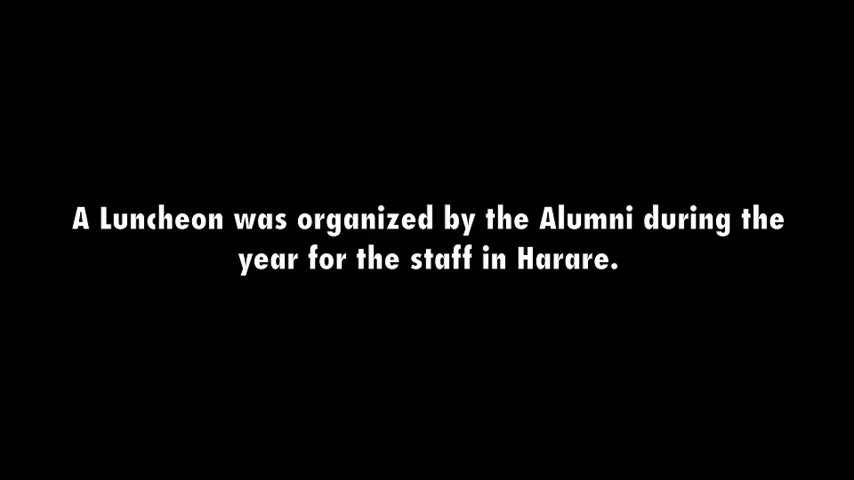 A Luncheon was organized by the Alumni during the
year for the staff in Harare.